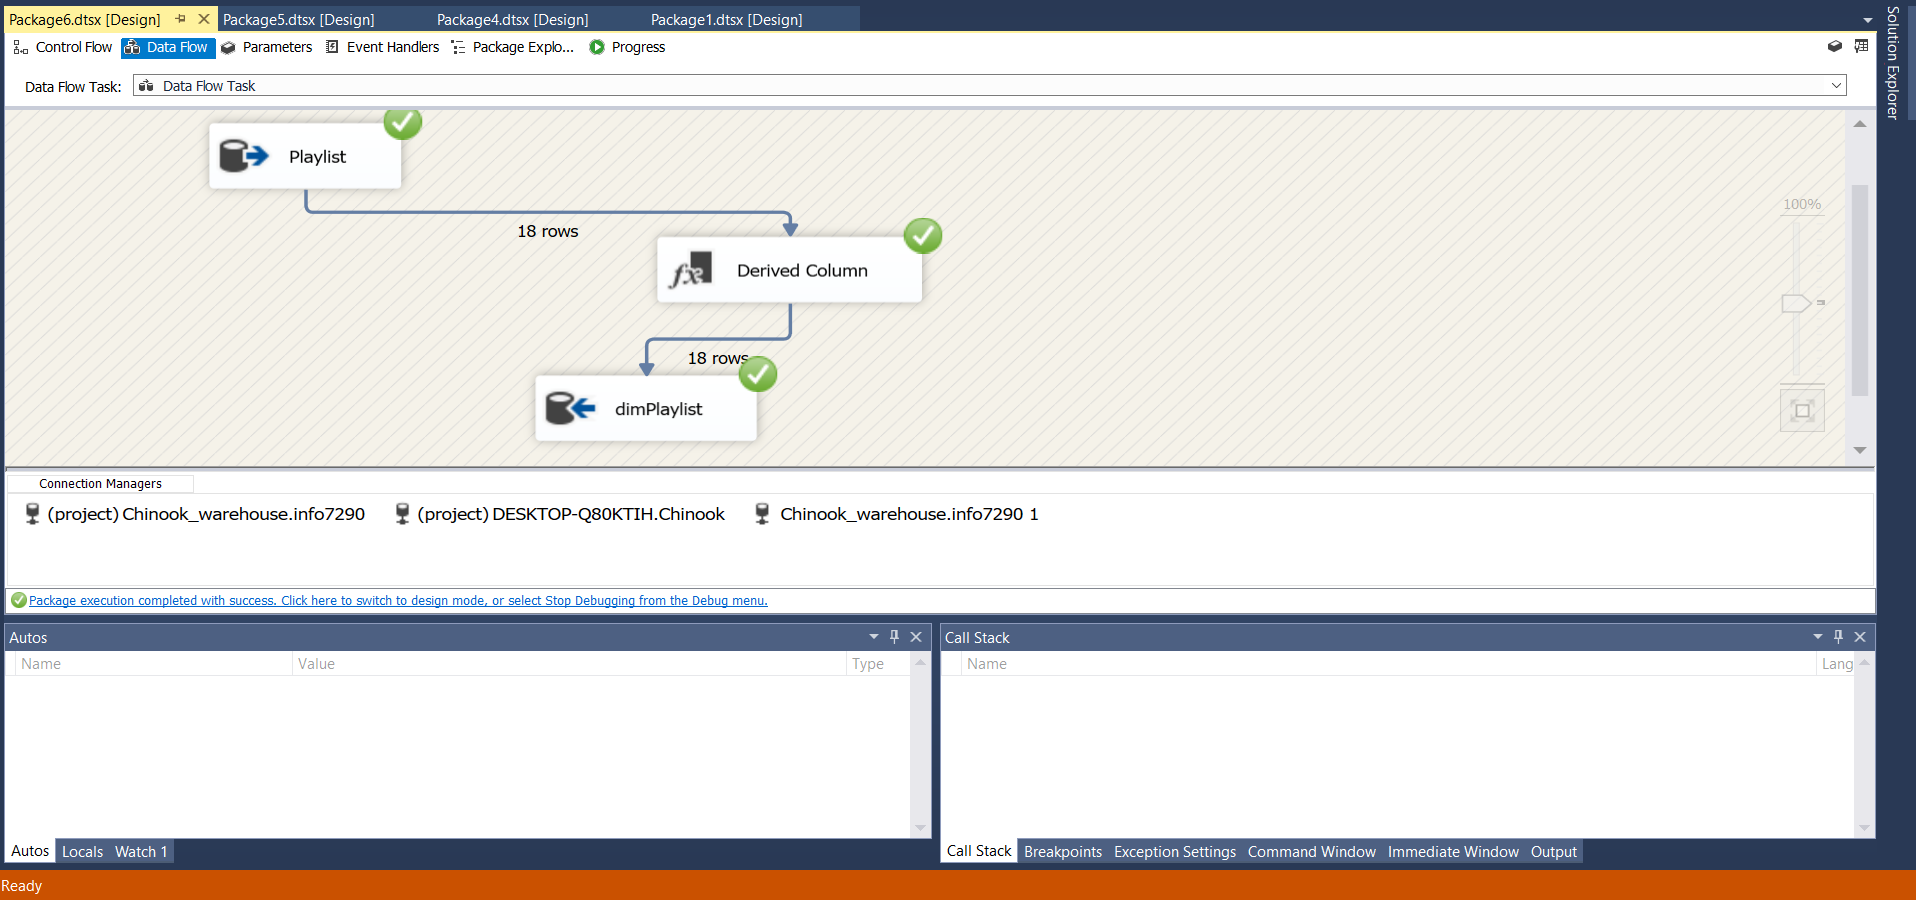 Package6.dtsx [Design]
Package5.dtsx [Design]
Package4.dtsx [Design]
Package1.dtsx [Design]
Solution Explorer
Control Flow
Data Flow
Parameters
Event Handlers
Package Explo...
Progress
Data Flow Task:
Data Flow Task
Playlist
18 rows
Derived Column
18 rows
dimPlaylist
100%
Connection Managers
(project) Chinook_warehouse.info7290
(project) DESKTOP-Q80KTIH.Chinook
Chinook_warehouse.info7290 1
Package execution completed with success. Click here to switch to design mode, or select Stop Debugging from the Debug menu.
Autos
Name
Value
Type
Autos
Locals
Watch 1
Call Stack
Name
Lang
Call Stack
Breakpoints
Exception Settings
Command Window
Immediate Window
Output
Ready